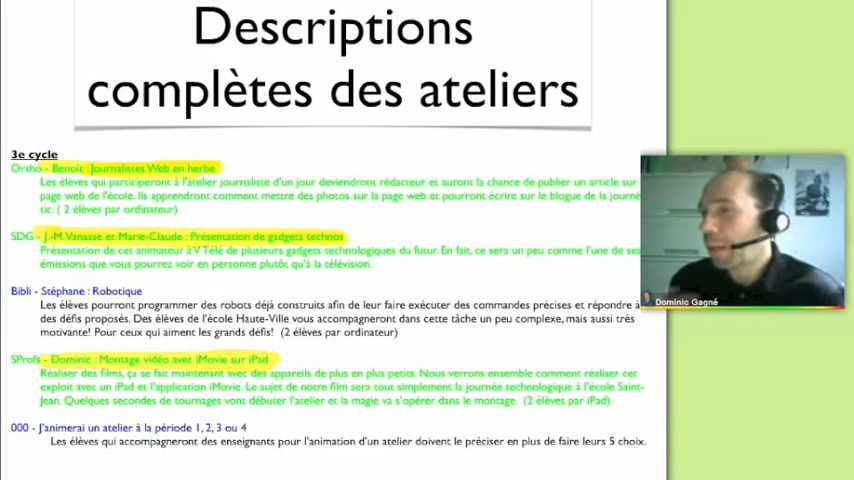 Descriptions
complètes des ateliers
3e cycle
Ortho - Benoit : Journalistes Web en herbe
Les élèves qui participeront à l'atelier journaliste d'un jour deviendront rédacteur et auront la chance de publier un article sur
page web de l'école. Ils apprendront comment mettre des photos sur la page web et pourront écrire sur le blogue de la journé
tic. ( 2 élèves par ordinateur)
SDG - J.-M. Vanasse et Marie-Claude : Présentation de gadgets technos
Présentation de cet animateur à V Télé de plusieurs gadgets technologiques du futur. En fait, ce sera un peu comme l'une de ses
émissions que vous pourrez voir en personne plutôt qu'à la télévision.
Bibli - Stéphane : Robotique
Les élèves pourront programmer des robots déjà construits afin de leur faire exécuter des commandes précises et répondre à
des défis proposés. Des élèves de l'école Haute-Ville vous accompagneront dans cette tâche un peu complexe, mais aussi très
motivante! Pour ceux qui aiment les grands défis! (2 élèves par ordinateur)
SProfs - Dominic : Montage vidéo avec iMovie sur iPad
Réaliser des films, ça se fait maintenant avec des appareils de plus en plus petits. Nous verrons ensemble comment réaliser cet
exploit avec un iPad et l'application iMovie. Le sujet de notre film sera tout simplement la journée technologique à l'école Saint-
Jean. Quelques secondes de tournages vont débuter l'atelier et la magie va s'opérer dans le montage. (2 élèves par iPad)
000 - J'animerai un atelier à la période 1, 2, 3 ou 4
Les élèves qui accompagneront des enseignants pour l'animation d'un atelier doivent le préciser en plus de faire leurs 5 choix.
Dominic Gagné